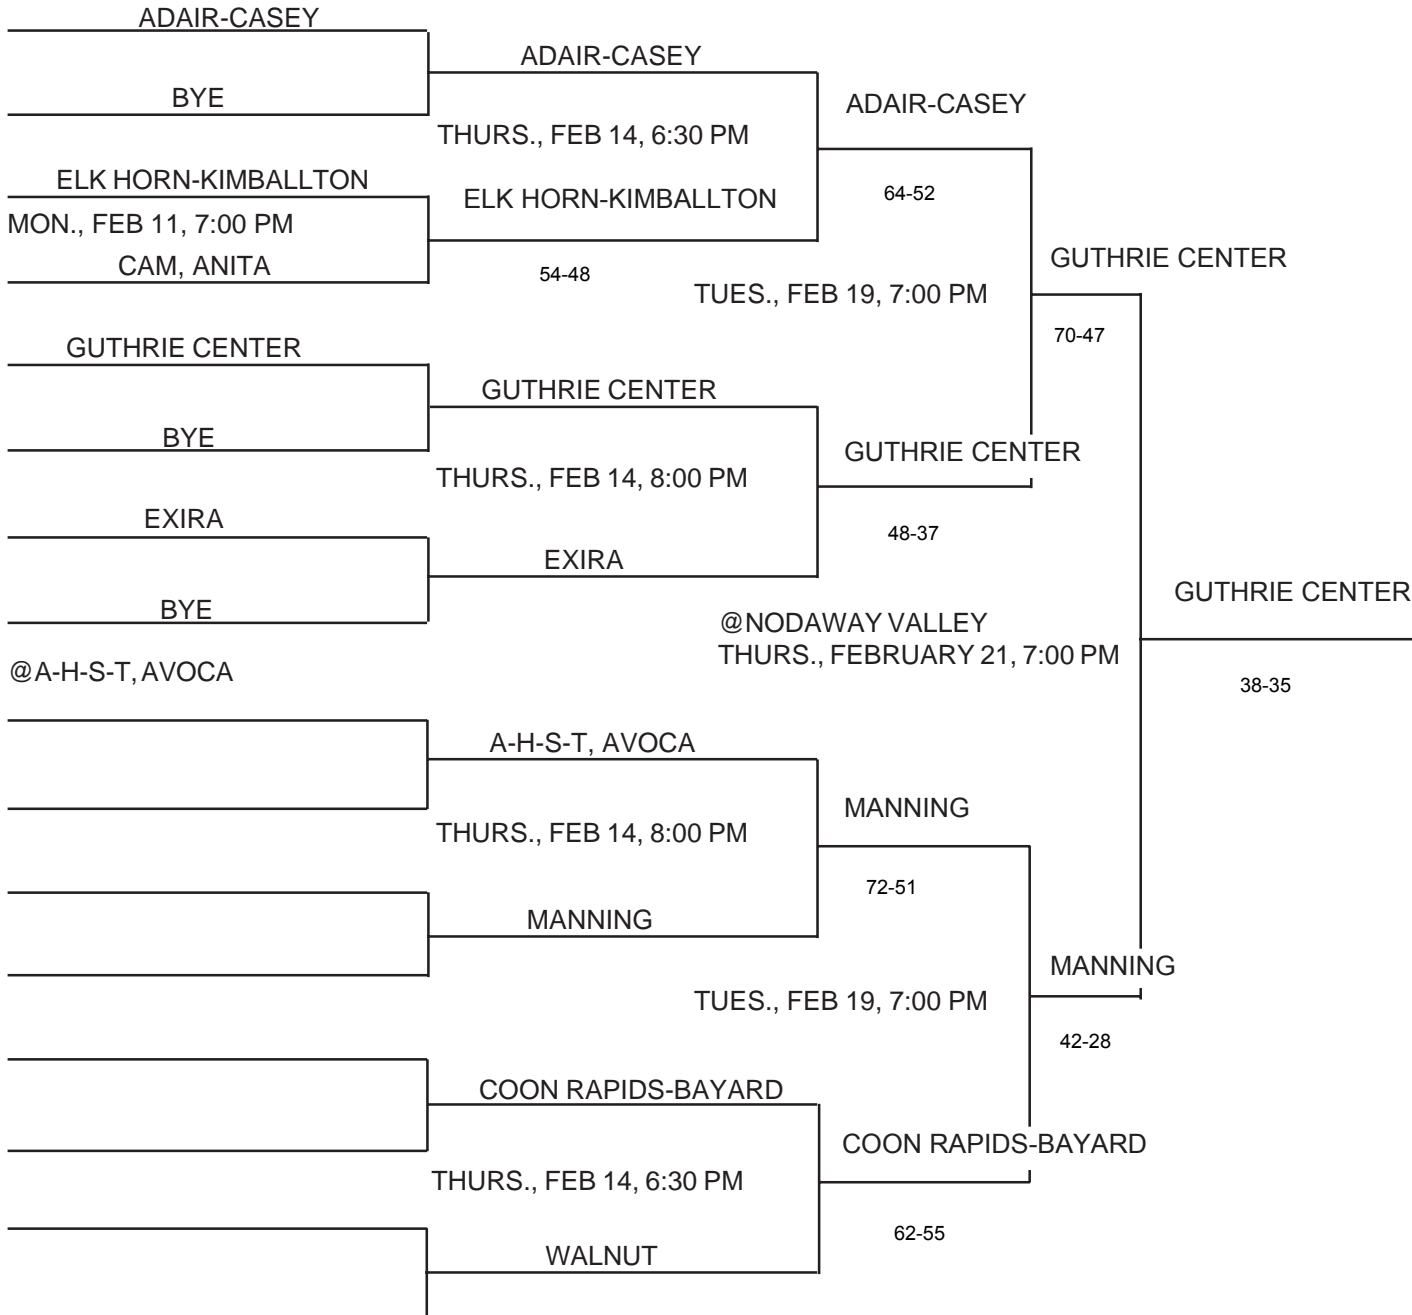 ADAIR-CASEY
ADAIR-CASEY
BYE
ADAIR-CASEY
THURS., FEB 14, 6:30 PM
ELK HORN-KIMBALLTON
ELK HORN-KIMBALLTON
64-52
MON., FEB 11, 7:00 PM
CAM, ANITA
54-48
GUTHRIE CENTER
TUES., FEB 19, 7:00 PM
70-47
GUTHRIE CENTER
GUTHRIE CENTER
BYE
GUTHRIE CENTER
THURS., FEB 14, 8:00 PM
EXIRA
48-37
EXIRA
BYE
GUTHRIE CENTER
@NODAWAY VALLEY
THURS., FEBRUARY 21, 7:00 PM
@A-H-S-T, AVOCA
38-35
A-H-S-T, AVOCA
MANNING
THURS., FEB 14, 8:00 PM
72-51
MANNING
MANNING
TUES., FEB 19, 7:00 PM
42-28
COON RAPIDS-BAYARD
COON RAPIDS-BAYARD
THURS., FEB 14, 6:30 PM
62-55
WALNUT